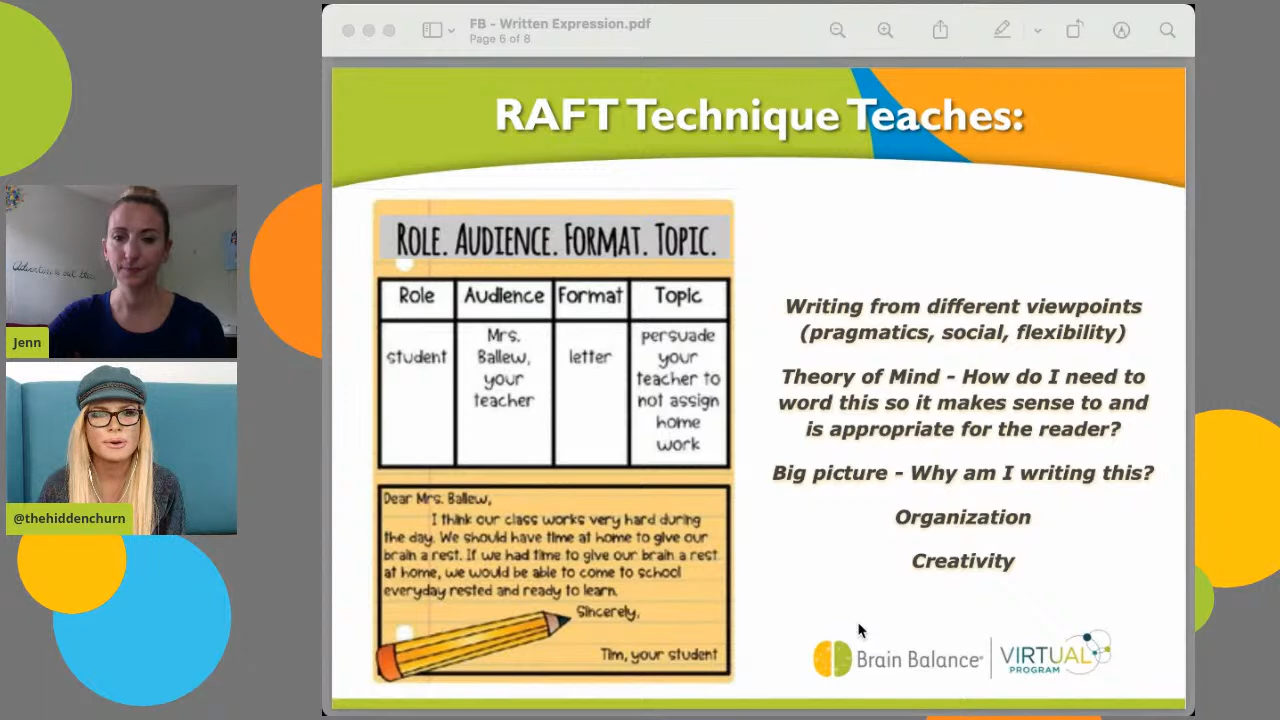 FB - Written Expression.pdf
Page 6 of 8
RAFT Technique Teaches:
ROLE. AUDIENCE. FORMAT. TOPIC.
Role Audience Format Topic
student
Mrs.
Ballew,
your
teacher
letter
persuade
your
teacher to
not assign
home
work
Dear Mrs. Ballew,
I think our class works very hard during
the day. We should have time at home to give our
brain a rest. If we had time to give our brain a rest
at home, we would be able to come to school
everyday rested and ready to learn.
Sincerely,
Tim, your student
Writing from different viewpoints
(pragmatics, social, flexibility)
Theory of Mind - How do I need to
word this so it makes sense to and
is appropriate for the reader?
Big picture - Why am I writing this?
Organization
Creativity
Brain Balance®
VIRTUAL
PROGRAM
Jenn
@thehiddenchurn